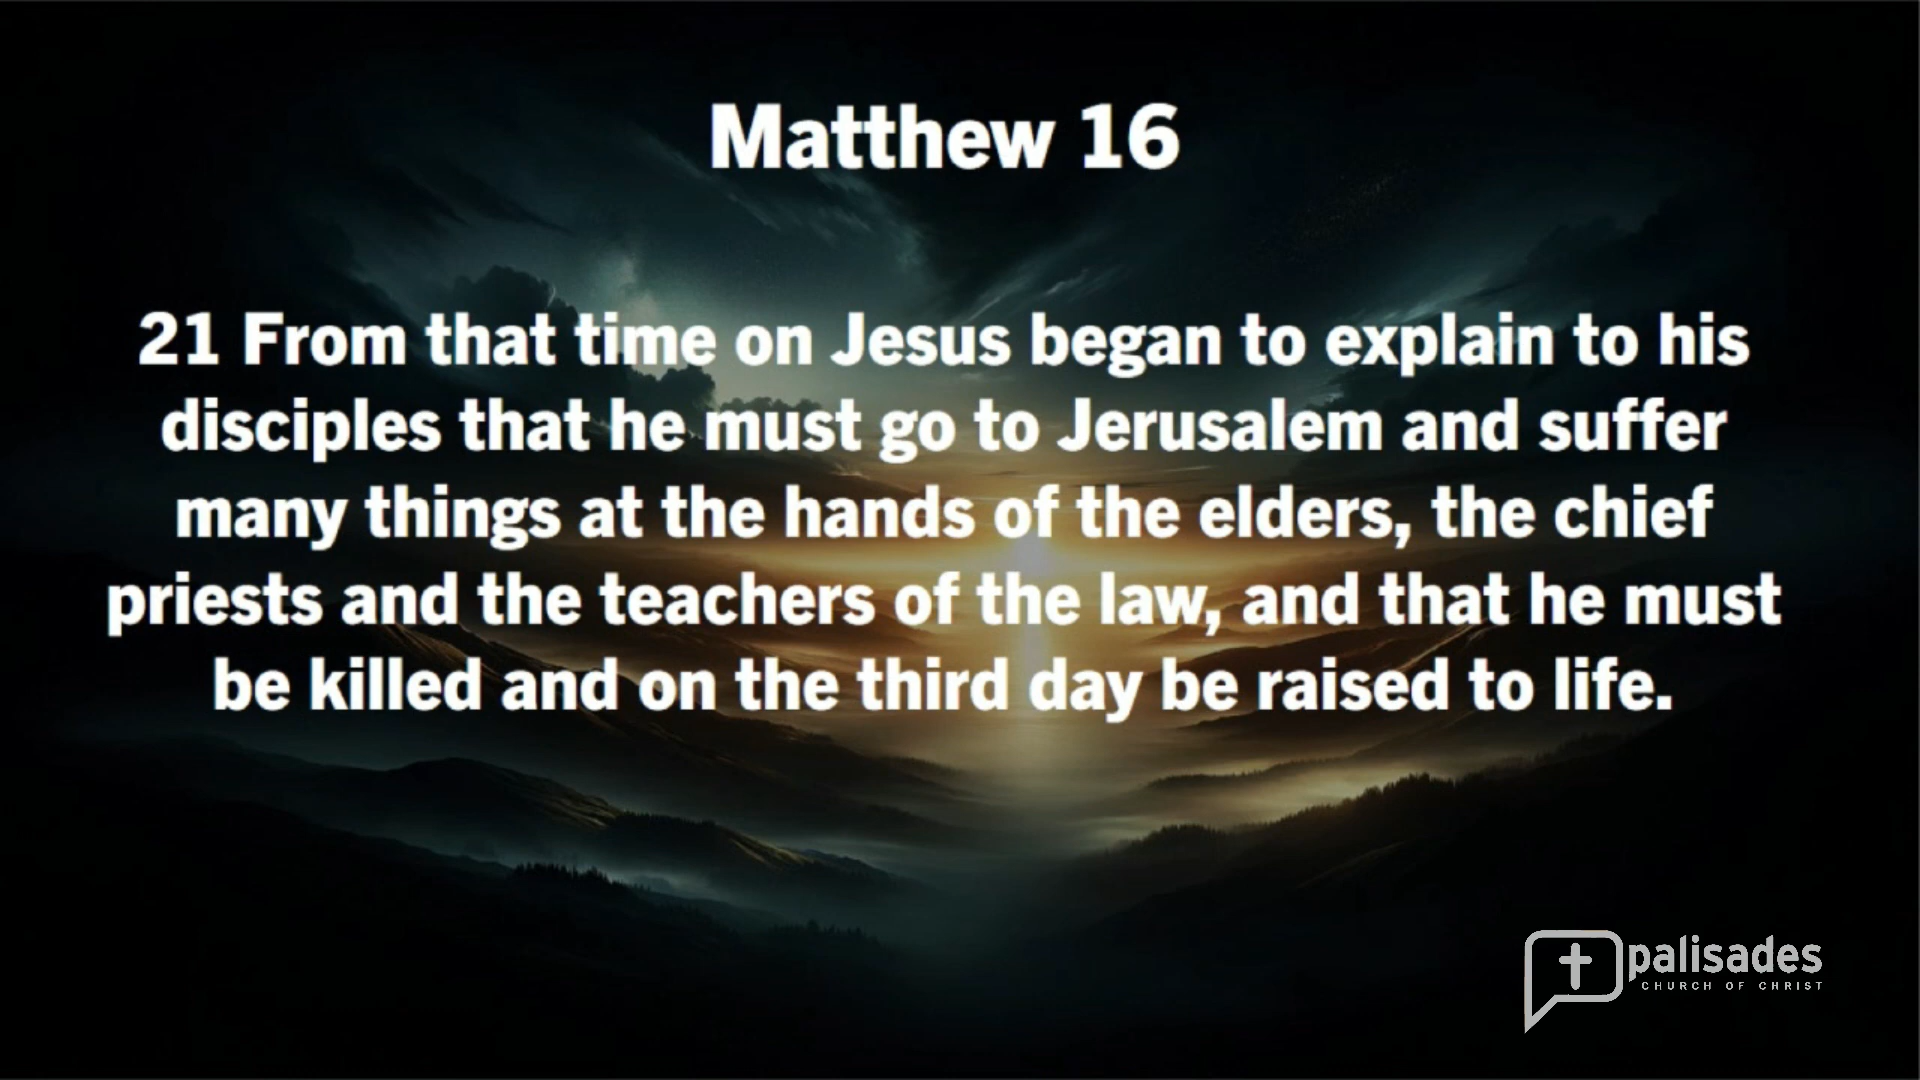 Matthew 16
21 From that time on Jesus began to explain to his
disciples that he must go to Jerusalem and suffer
many things at the hands of the elders, the chief
priests and the teachers of the law, and that he must
be killed and on the third day be raised to life.
palisades
CHURCH OF CHRIST